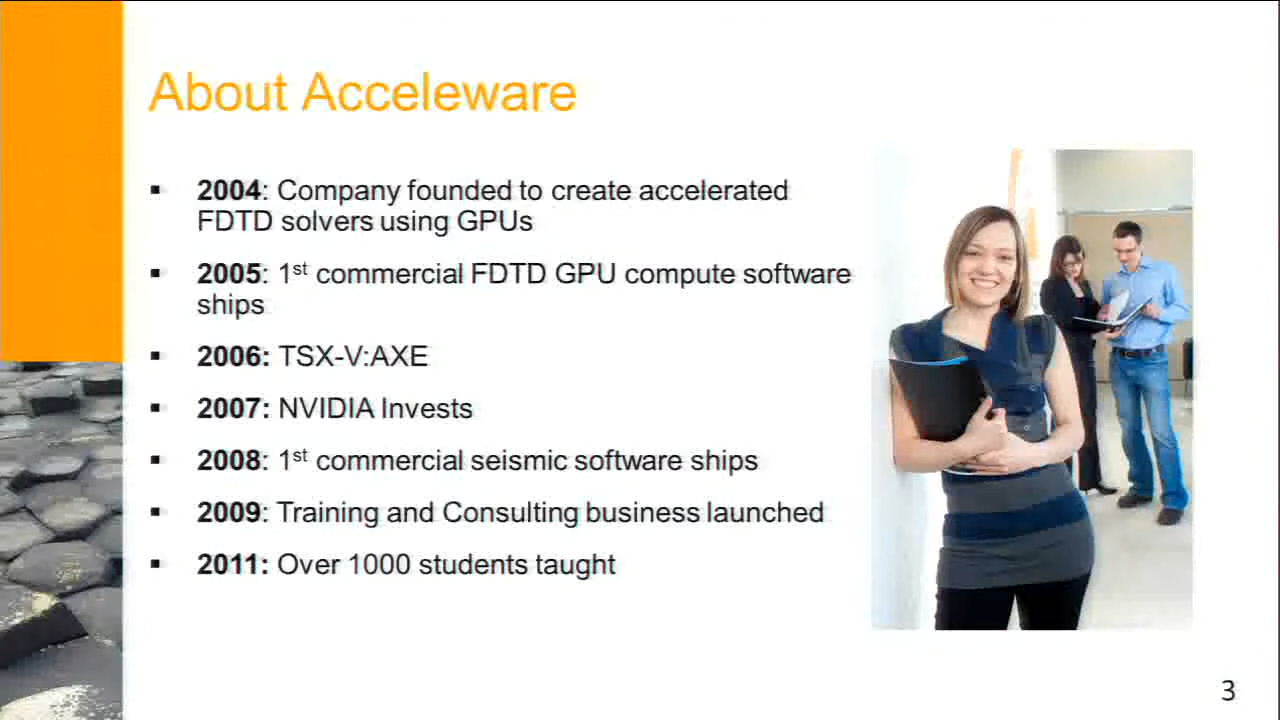 About Acceleware
▪ 2004: Company founded to create accelerated
FDTD solvers using GPUs
▪ 2005: 1st commercial FDTD GPU compute software
ships
▪ 2006: TSX-V:AXE
▪ 2007: NVIDIA Invests
▪ 2008: 1st commercial seismic software ships
▪ 2009: Training and Consulting business launched
▪ 2011: Over 1000 students taught
3